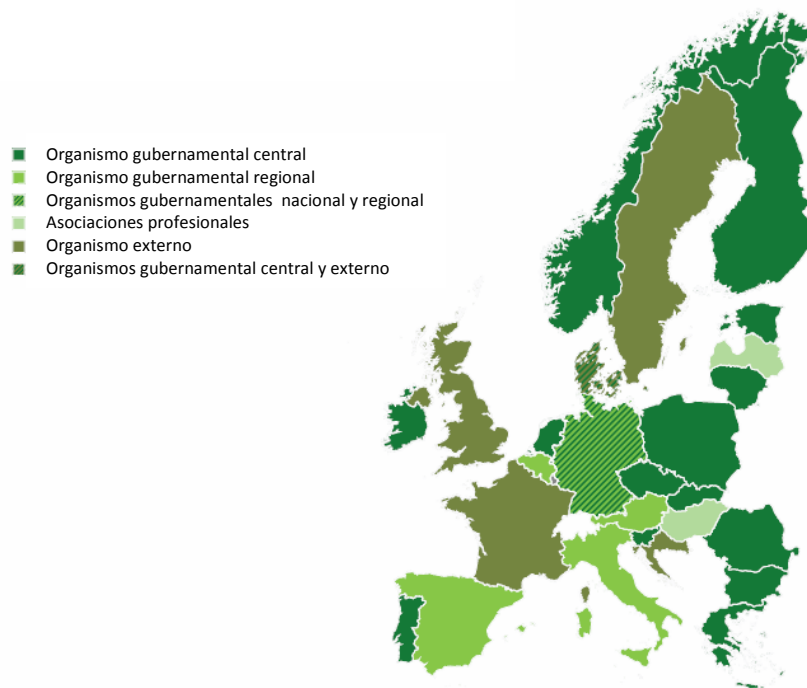 Organismo gubernamental central
Organismo gubernamental regional
Organismos gubernamentales  nacional y regional
Asociaciones profesionales
Organismo externo
Organismos gubernamental central y externo